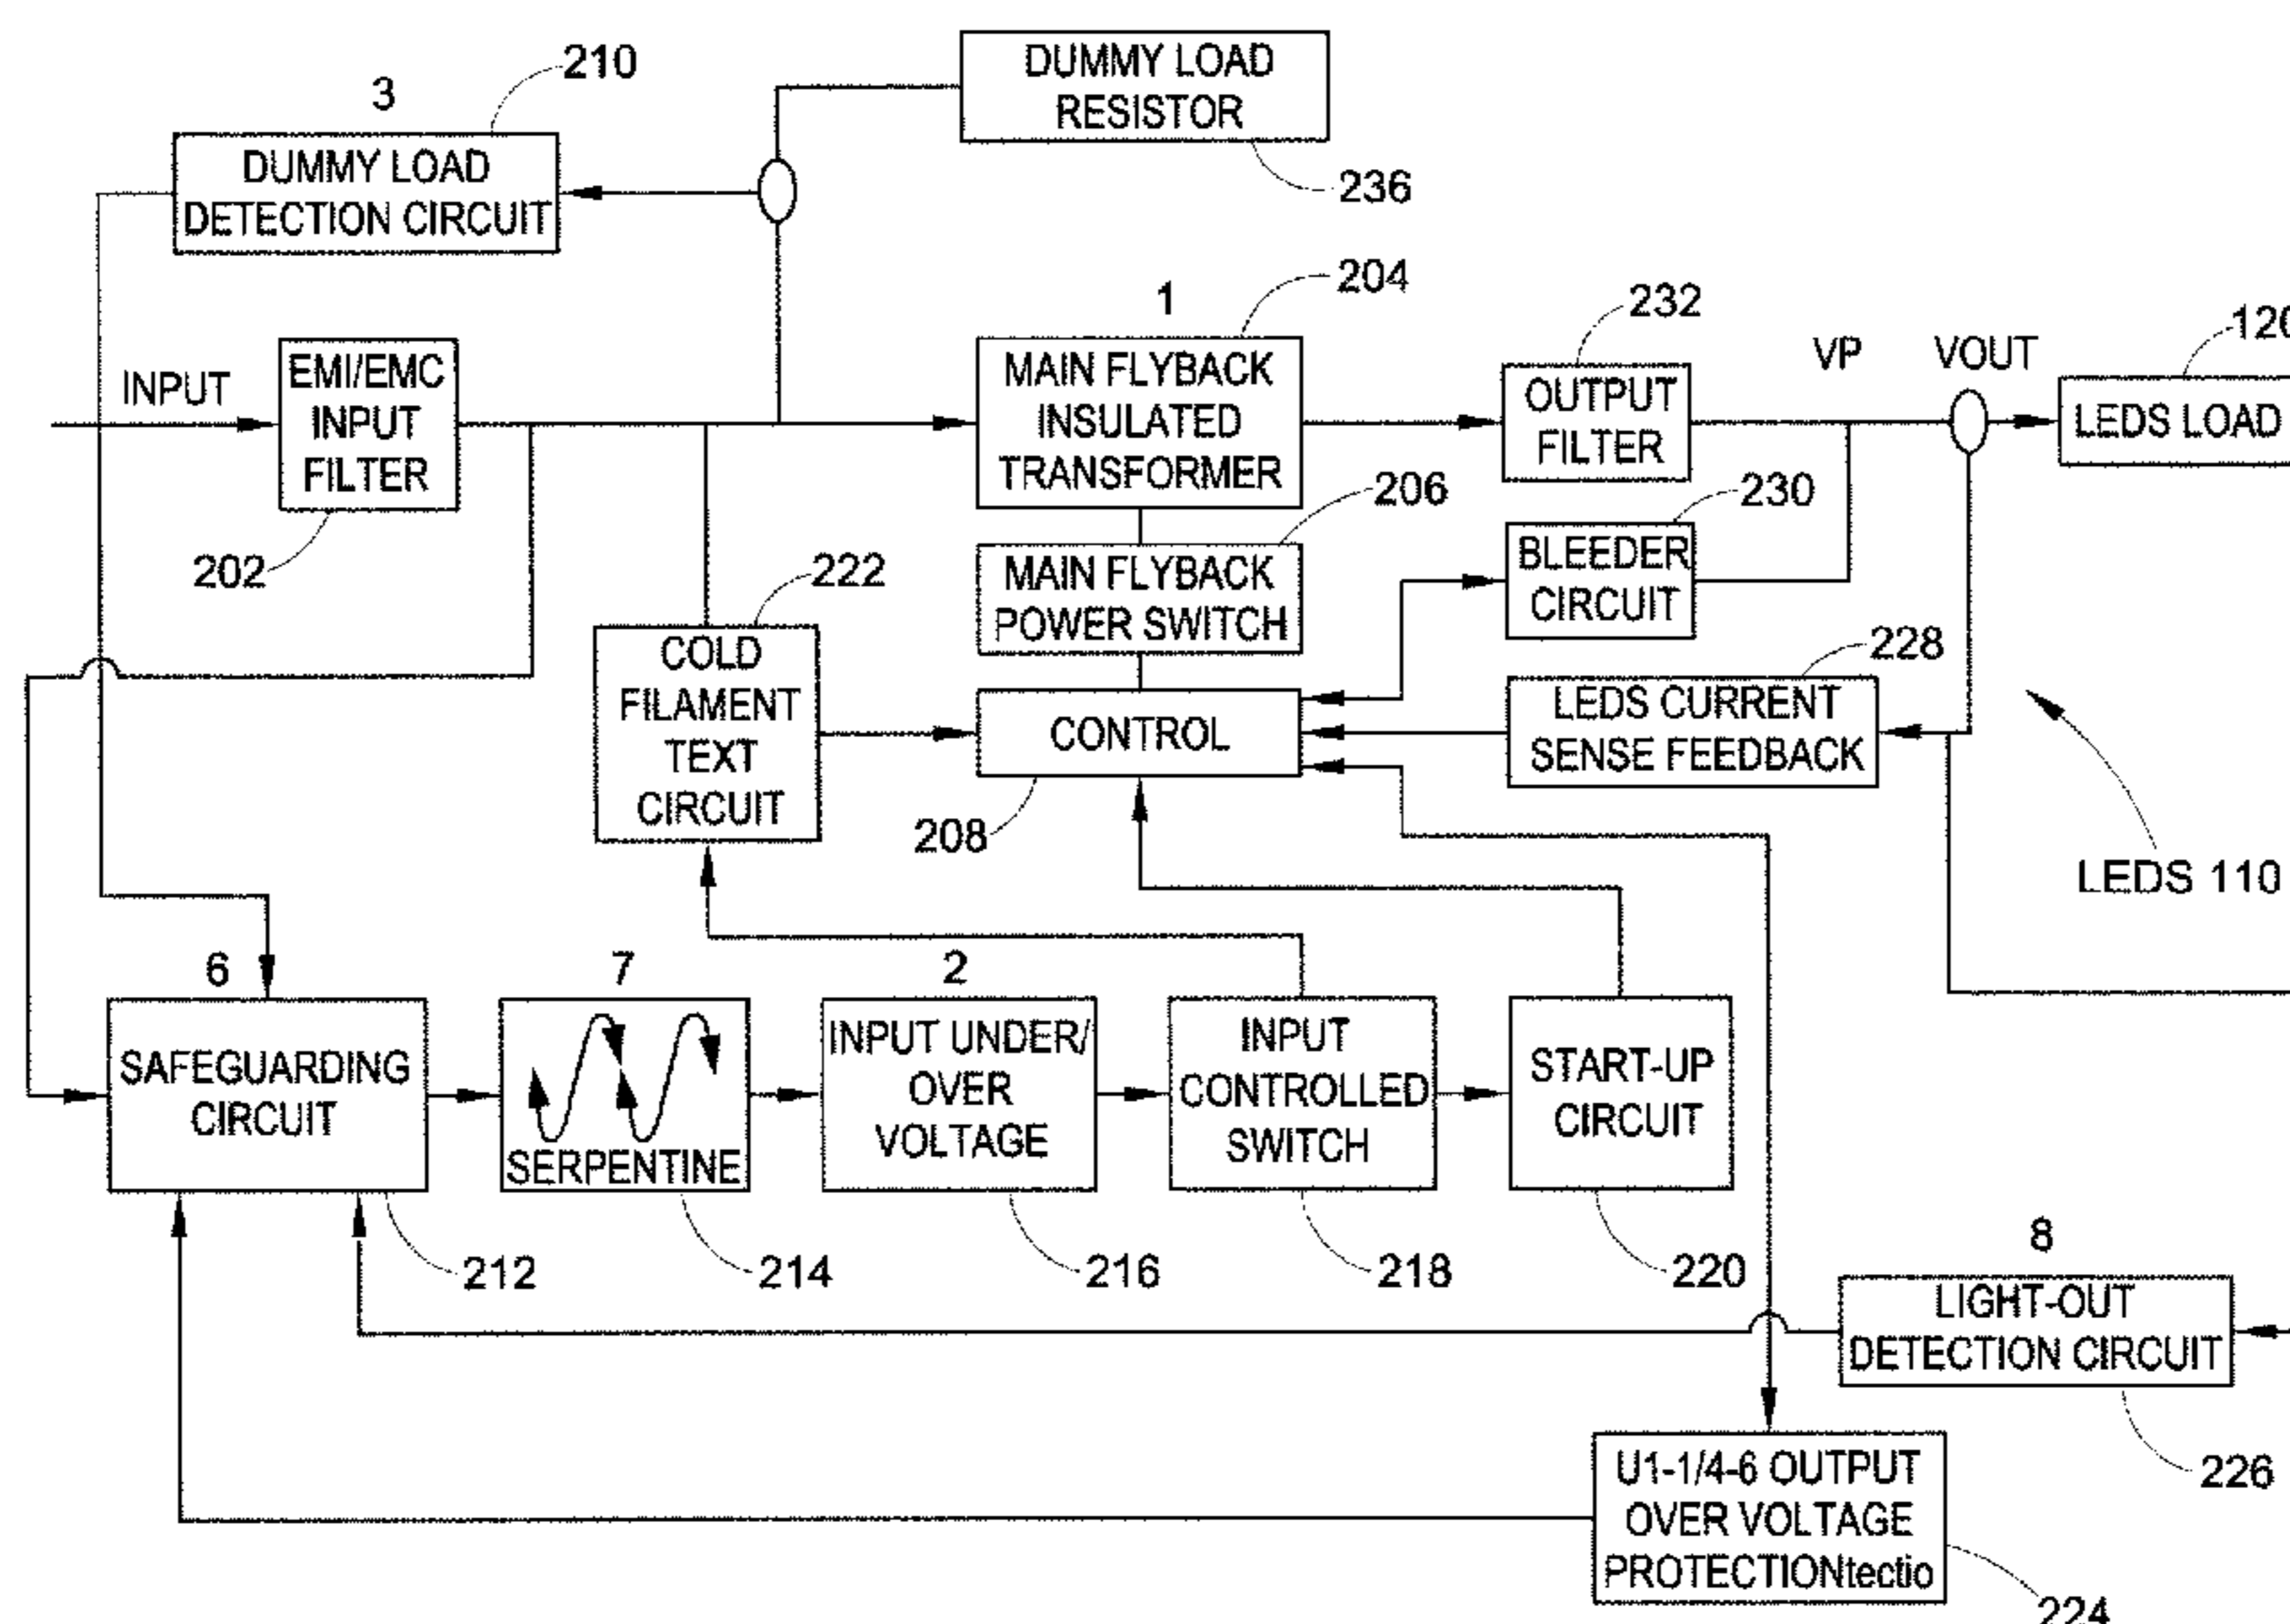 DUMMY LOAD
RESISTOR
236
210
3
DUMMY LOAD
DETECTION CIRCUIT
INPUT
EMI/EMC
INPUT
FILTER
202
1
204
MAIN FLYBACK
INSULATED
TRANSFORMER
232
OUTPUT
FILTER
VP
VOUT
120
LEDS LOAD
206
MAIN FLYBACK
POWER SWITCH
230
BLEEDER
CIRCUIT
222
COLD
FILAMENT
TEXT
CIRCUIT
CONTROL
208
228
LEDS CURRENT
SENSE FEEDBACK
LEDS 110
6
SAFEGUARDING
CIRCUIT
212
7
SERPENTINE
214
2
INPUT UNDER/
OVER
VOLTAGE
216
INPUT
CONTROLLED
SWITCH
218
START-UP
CIRCUIT
220
8
LIGHT-OUT
DETECTION CIRCUIT
226
U1-1/4-6 OUTPUT
OVER VOLTAGE
PROTECTIONtectio
224